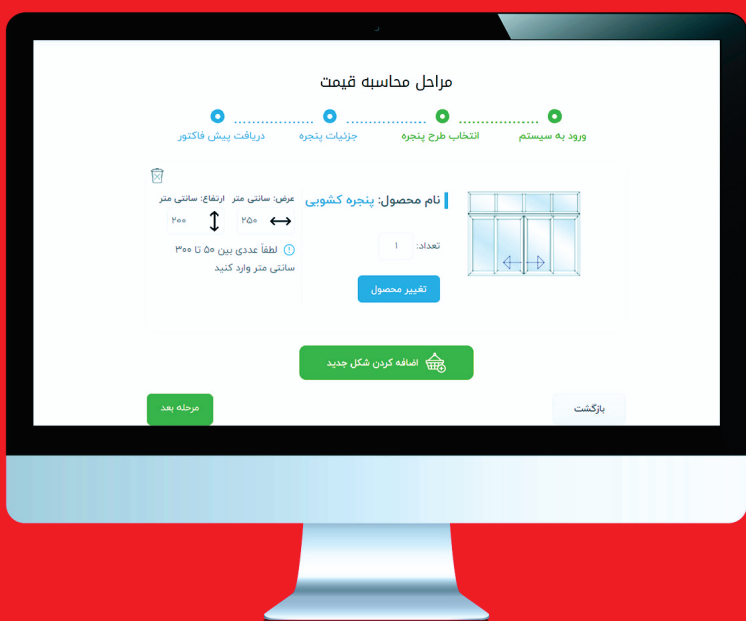 مراحل محاسبه قیمت
ورود به سیستم
انتخاب طرح پنجره
جزئیات پنجره
دریافت پیش فاکتور
نام محصول: پنجره کشویی
تعداد: ۱
تغییر محصول
عرض: سانتی متر ارتفاع: سانتی متر
۲۵۰ ۲۰۰
لطفاً عددی بین ۵۰ تا ۳۰۰
سانتی متر وارد کنید
اضافه کردن شکل جدید
بازگشت
مرحله بعد